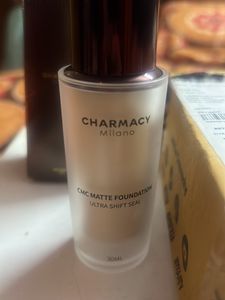 CHARMACY
Milano
CMC MATTE FOUNDATION
ULTRA SHIFT SEAL
30ML